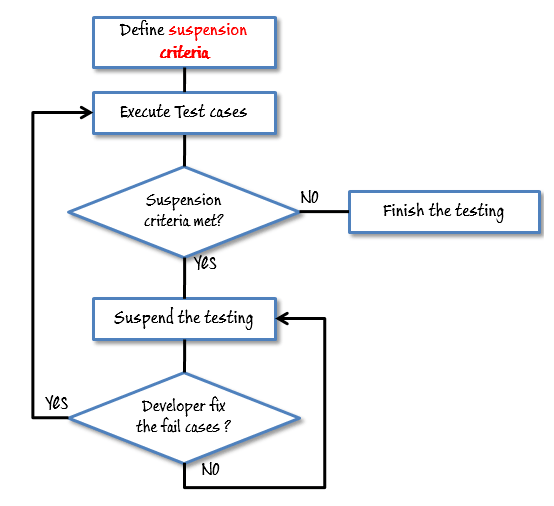 Define suspension
criteria
Execute Test cases
Suspension
criteria met?
NO
Finish the testing
Yes
Suspend the testing
Yes
Developer fix
the fail cases ?
NO